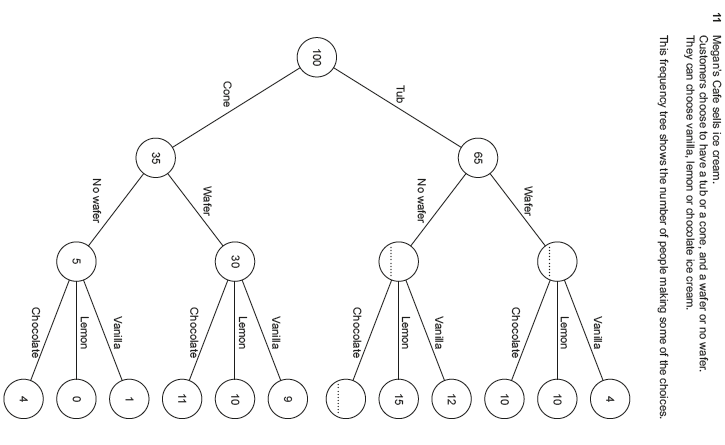 11 Megan's Cafe sells ice cream.
Customers choose to have a tub or a cone, and a wafer or no wafer.
They can choose vanilla, lemon or chocolate ice cream.
This frequency tree shows the number of people making some of the choices.
Vanilla
4
Wafer
Lemon
10
Chocolate
10
Tub
65
Vanilla
12
No wafer
Lemon
15
Chocolate
100
Vanilla
9
Wafer
30
Lemon
10
Chocolate
11
Cone
35
Vanilla
1
No wafer
5
Lemon
0
Chocolate
4